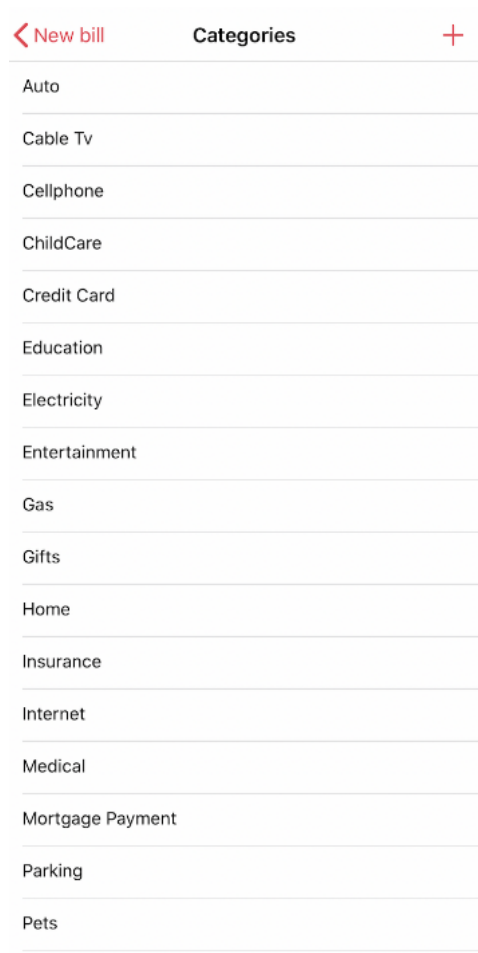 New bill
Categories
Auto
Cable Tv
Cellphone
ChildCare
Credit Card
Education
Electricity
Entertainment
Gas
Gifts
Home
Insurance
Internet
Medical
Mortgage Payment
Parking
Pets